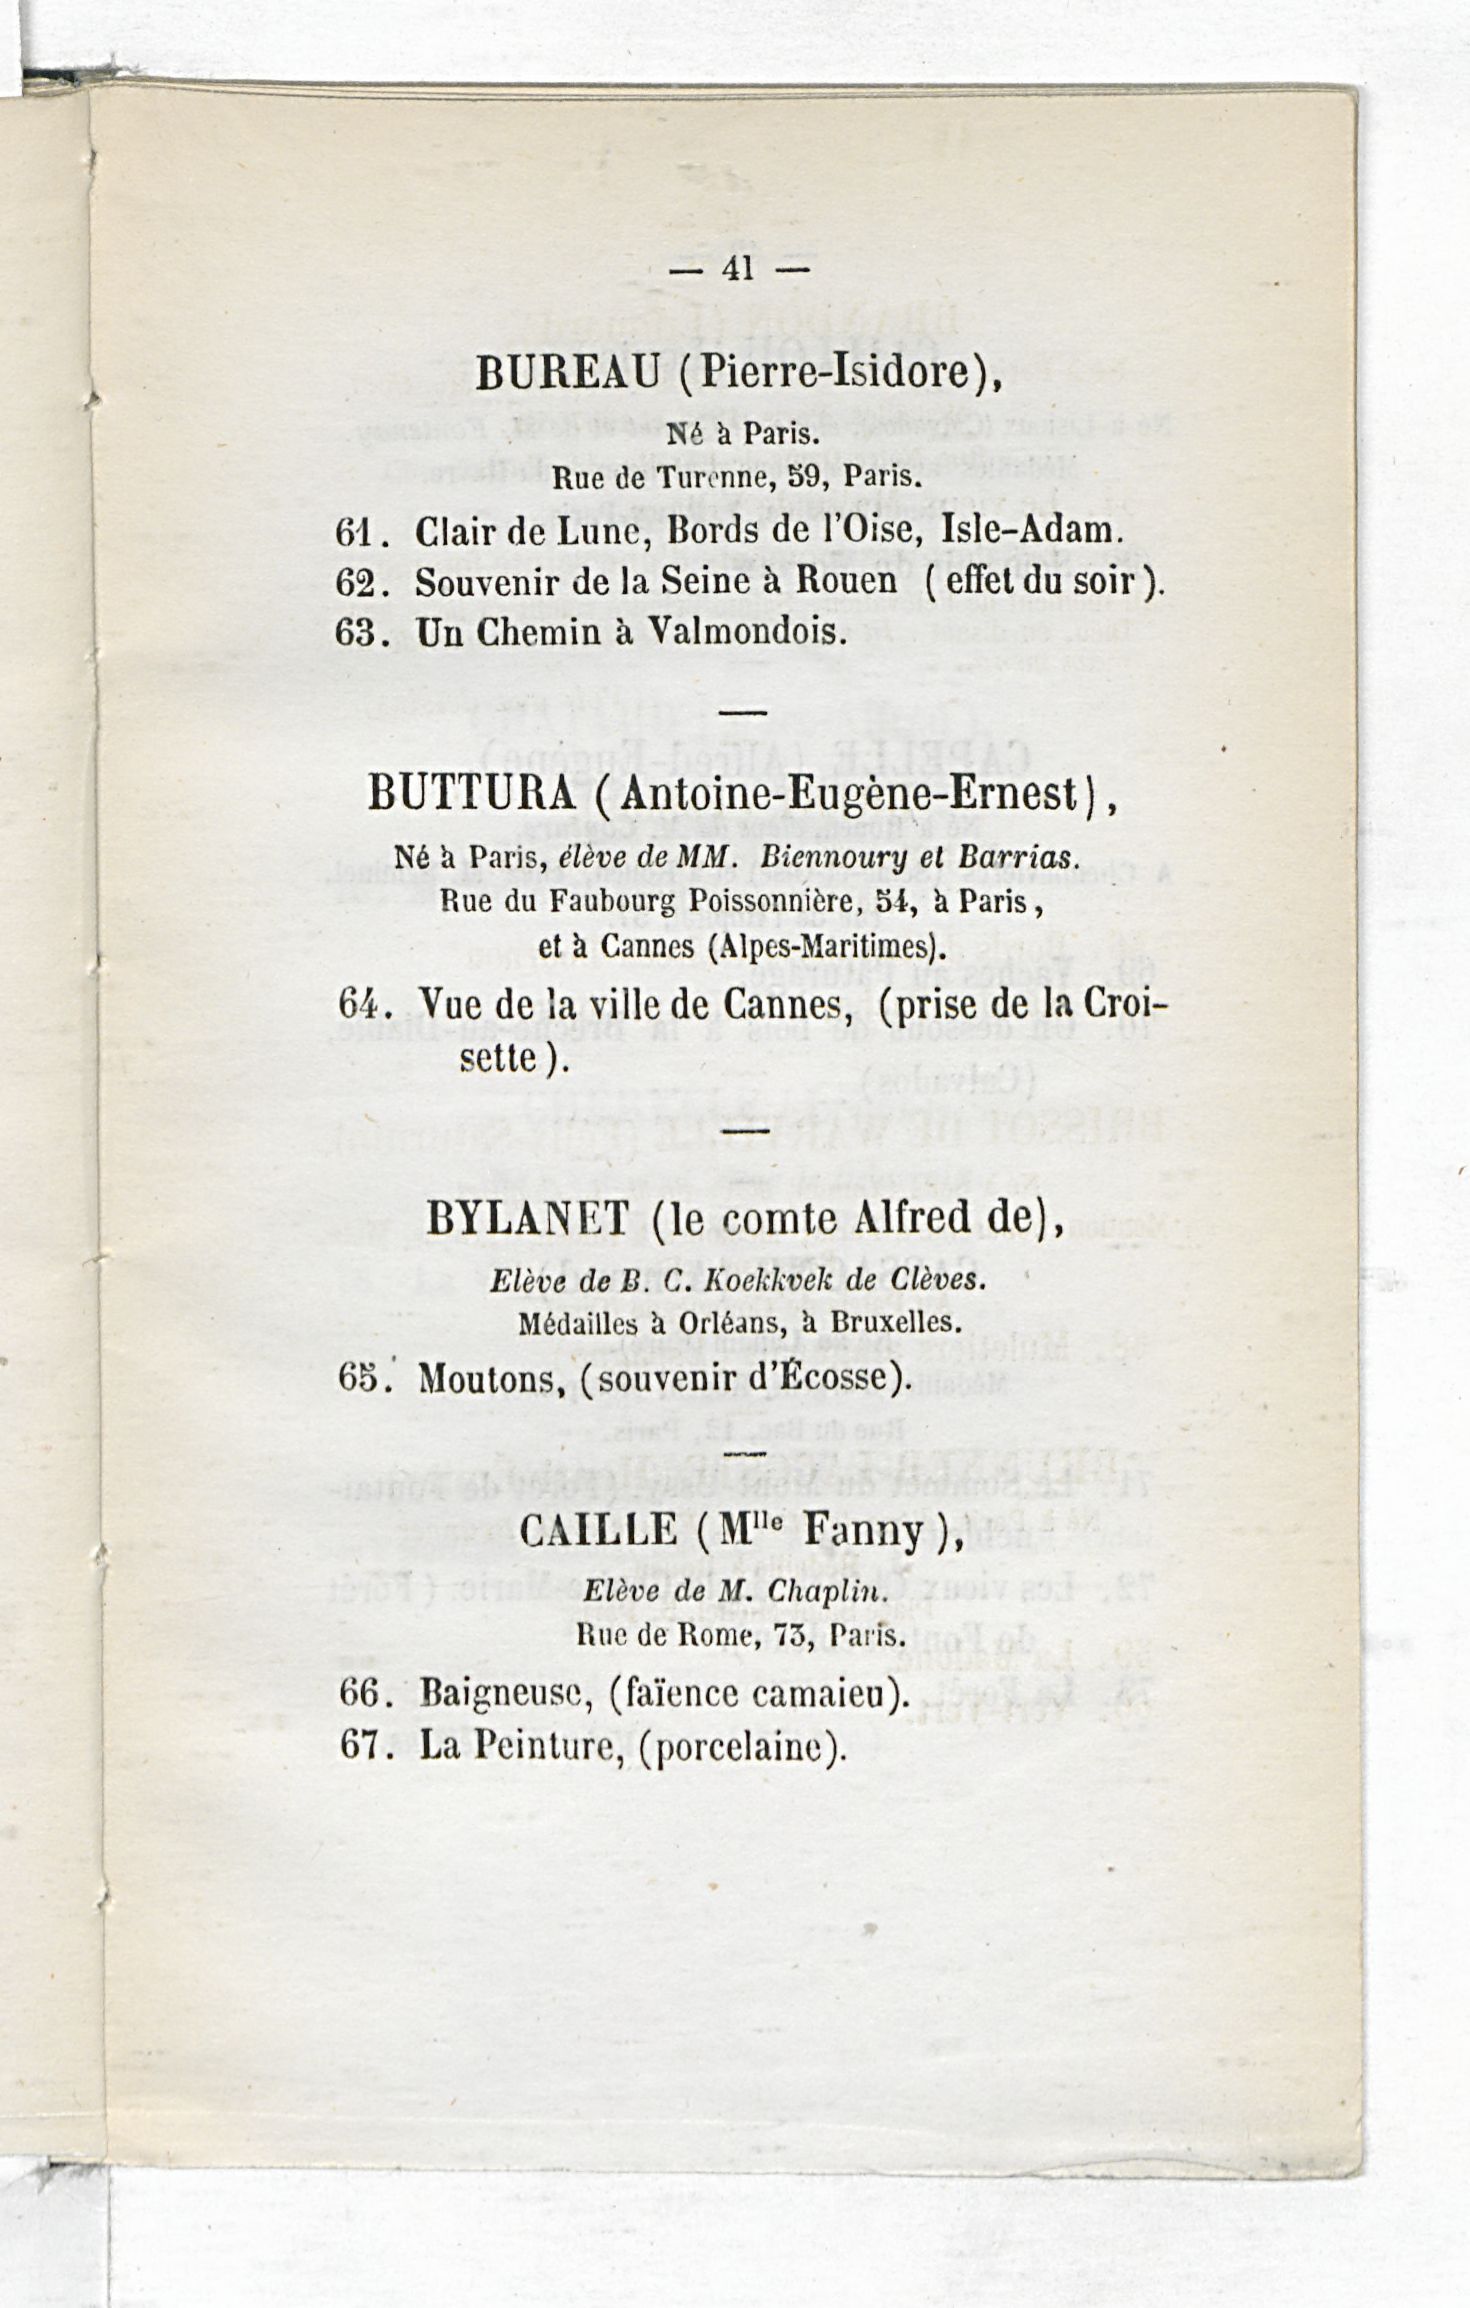 — 41 —
BUREAU (Pierre-Isidore),
Né à Paris.
Rue de Turenne, 59, Paris.
61. Clair de Lune, Bords de l'Oise, Isle-Adam.
62. Souvenir de la Seine à Rouen (effet du soir).
63. Un Chemin à Valmondois.
—
BUTTURA (Antoine-Eugène-Ernest),
Né à Paris, élève de MM. Biennoury et Barrias.
Rue du Faubourg Poissonnière, 54, à Paris,
et à Cannes (Alpes-Maritimes).
64. Vue de la ville de Cannes, (prise de la Croi-
sette).
—
BYLANET (le comte Alfred de),
Elève de B. C. Koekkvek de Clèves.
Médailles à Orléans, à Bruxelles.
65. Moutons, (souvenir d'Écosse).
—
CAILLE (Mlle Fanny),
Elève de M. Chaplin.
Rue de Rome, 73, Paris.
66. Baigneuse, (faïence camaieu).
67. La Peinture, (porcelaine).